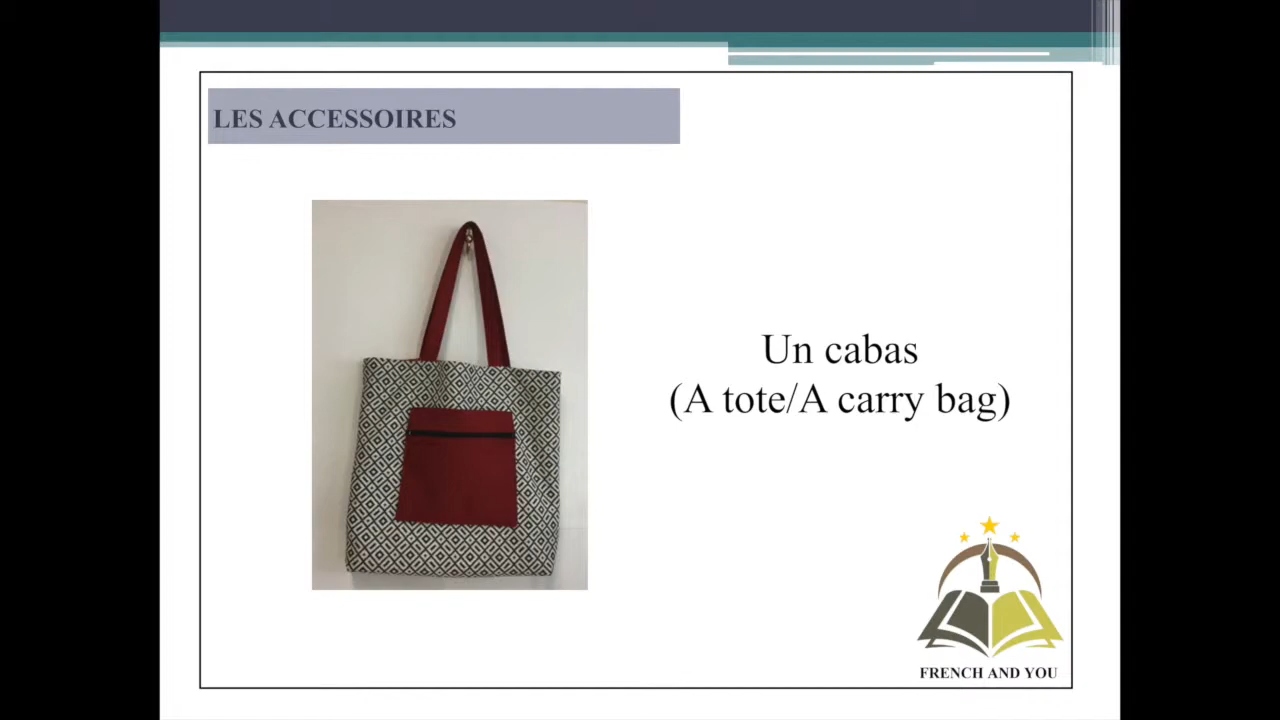 LES ACCESSOIRES
Un cabas
(A tote/A carry bag)
FRENCH AND YOU